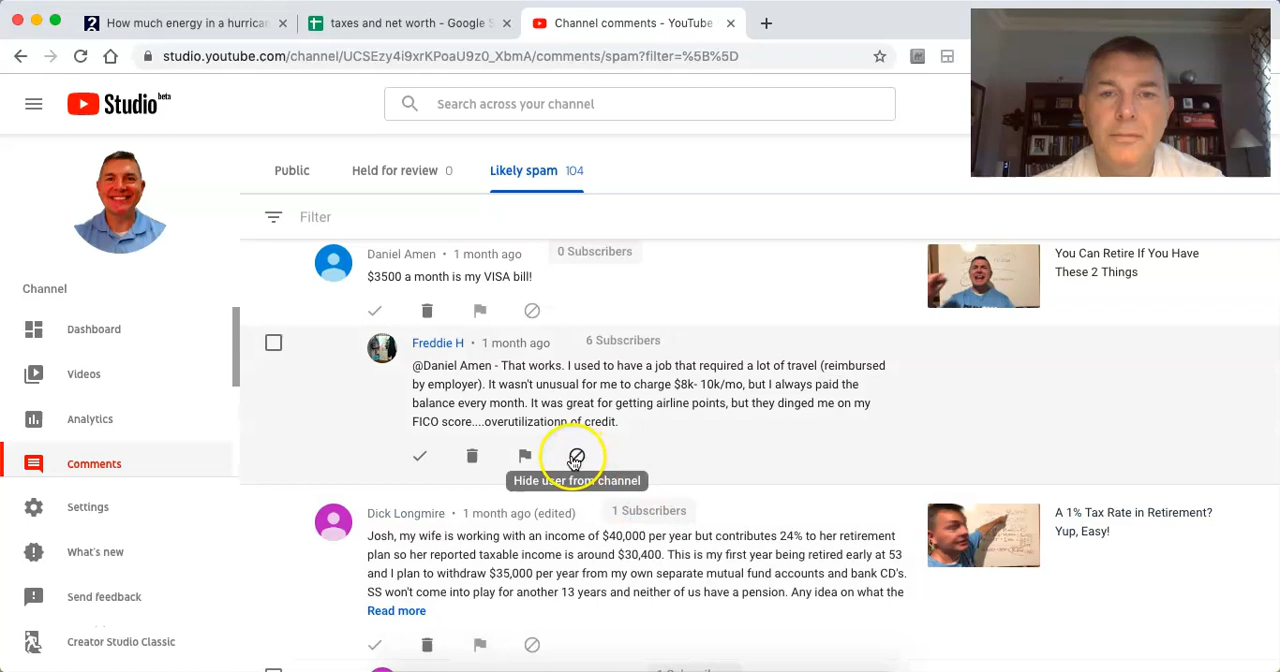 How much energy in a hurrican
taxes and net worth - Google S
Channel comments - YouTube
studio.youtube.com/channel/UCSEzy4i9xrKPoaU9z0_XbmA/comments/spam?filter=%5B%5D
Studio beta
Search across your channel
Public
Held for review 0
Likely spam 104
Filter
Channel
Dashboard
Videos
Analytics
Comments
Settings
What's new
Send feedback
Creator Studio Classic
Daniel Amen • 1 month ago 0 Subscribers
$3500 a month is my VISA bill!
You Can Retire If You Have
These 2 Things
Freddie H • 1 month ago 6 Subscribers
@Daniel Amen - That works. I used to have a job that required a lot of travel (reimbursed
by employer). It wasn't unusual for me to charge $8k- 10k/mo, but I always paid the
balance every month. It was great for getting airline points, but they dinged me on my
FICO score....overutilizationn of credit.
Hide user from channel
Dick Longmire • 1 month ago (edited) 1 Subscribers
Josh, my wife is working with an income of $40,000 per year but contributes 24% to her retirement
plan so her reported taxable income is around $30,400. This is my first year being retired early at 53
and I plan to withdraw $35,000 per year from my own separate mutual fund accounts and bank CD's.
SS won't come into play for another 13 years and neither of us have a pension. Any idea on what the
Read more
A 1% Tax Rate in Retirement?
Yup, Easy!